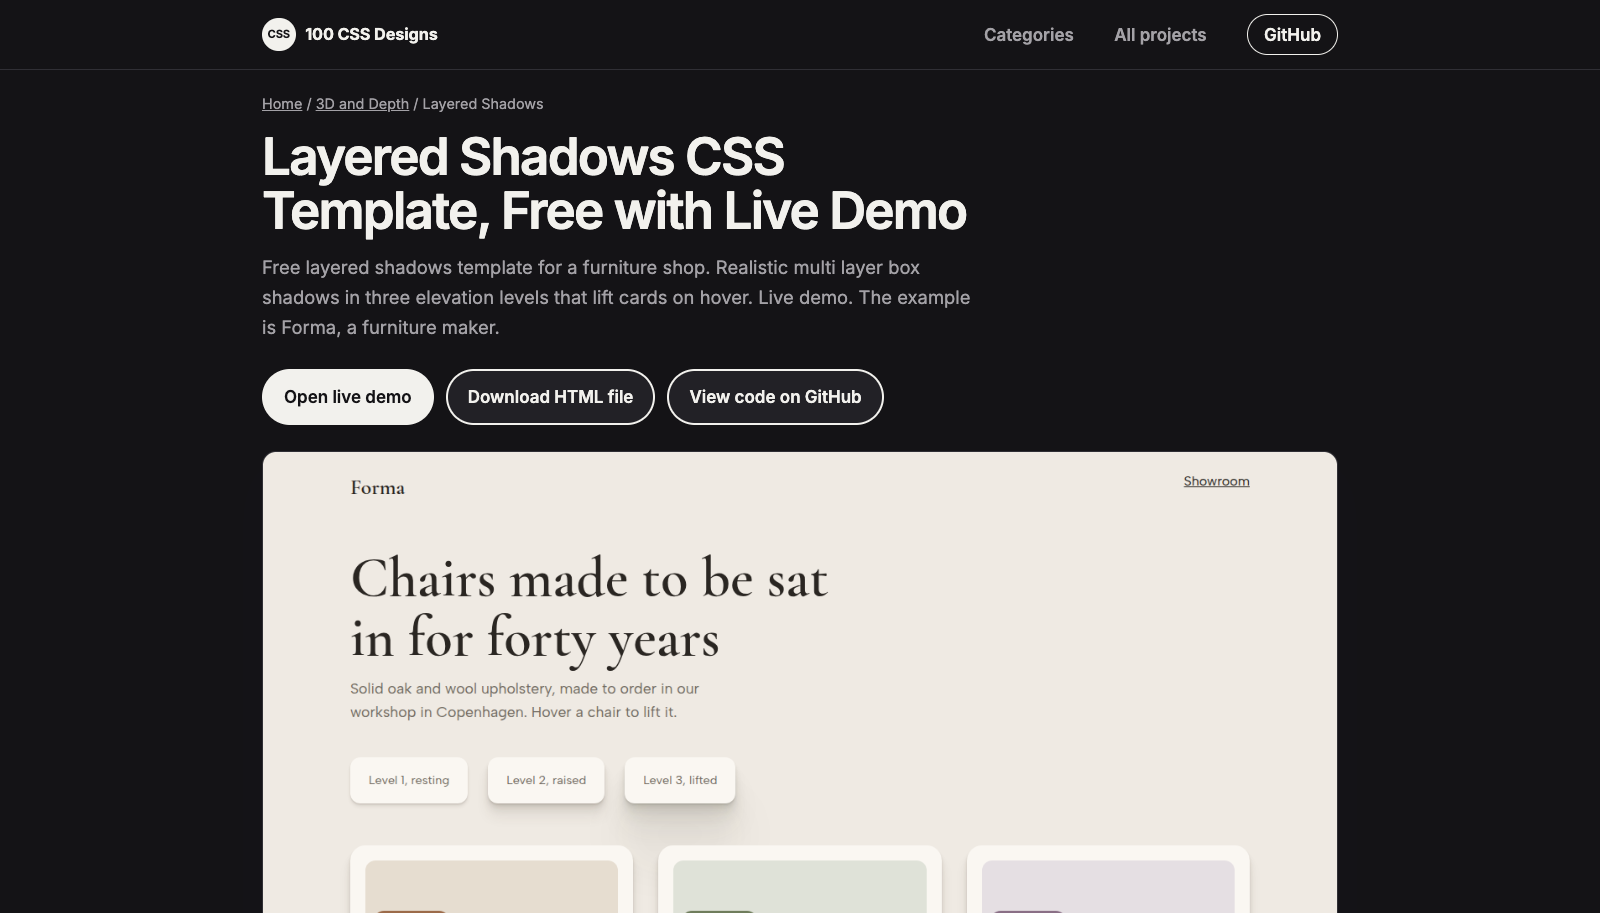 CSS 100 CSS Designs Categories All projects GitHub
Home / 3D and Depth / Layered Shadows
Layered Shadows CSS
Template, Free with Live Demo
Free layered shadows template for a furniture shop. Realistic multi layer box
shadows in three elevation levels that lift cards on hover. Live demo. The example
is Forma, a furniture maker.
Open live demo Download HTML file View code on GitHub
Forma Showroom
Chairs made to be sat
in for forty years
Solid oak and wool upholstery, made to order in our
workshop in Copenhagen. Hover a chair to lift it.
Level 1, resting Level 2, raised Level 3, lifted